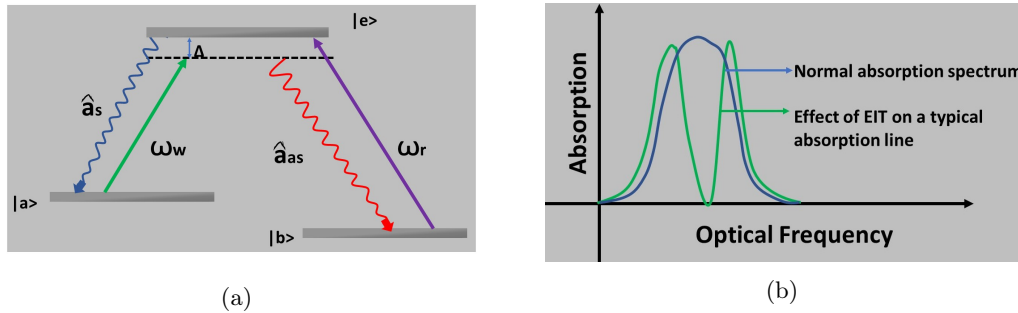 |e>
Δ
âs
ωw
âas
ωr
|a>
|b>
(a)
Absorption
Normal absorption spectrum
Effect of EIT on a typical
absorption line
Optical Frequency
(b)